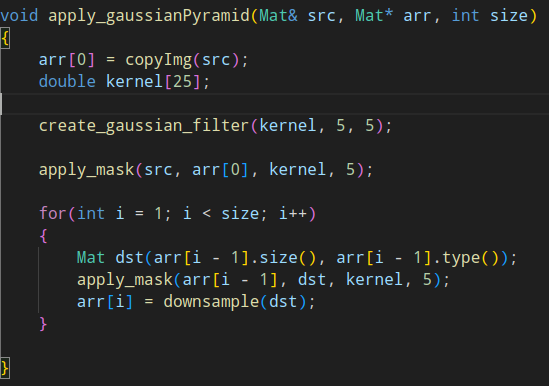 void apply_gaussianPyramid(Mat& src, Mat* arr, int size)
{
    arr[0] = copyImg(src);
    double kernel[25];

    create_gaussian_filter(kernel, 5, 5);

    apply_mask(src, arr[0], kernel, 5);

    for(int i = 1; i < size; i++)
    {
        Mat dst(arr[i - 1].size(), arr[i - 1].type());
        apply_mask(arr[i - 1], dst, kernel, 5);
        arr[i] = downsample(dst);
    }

}